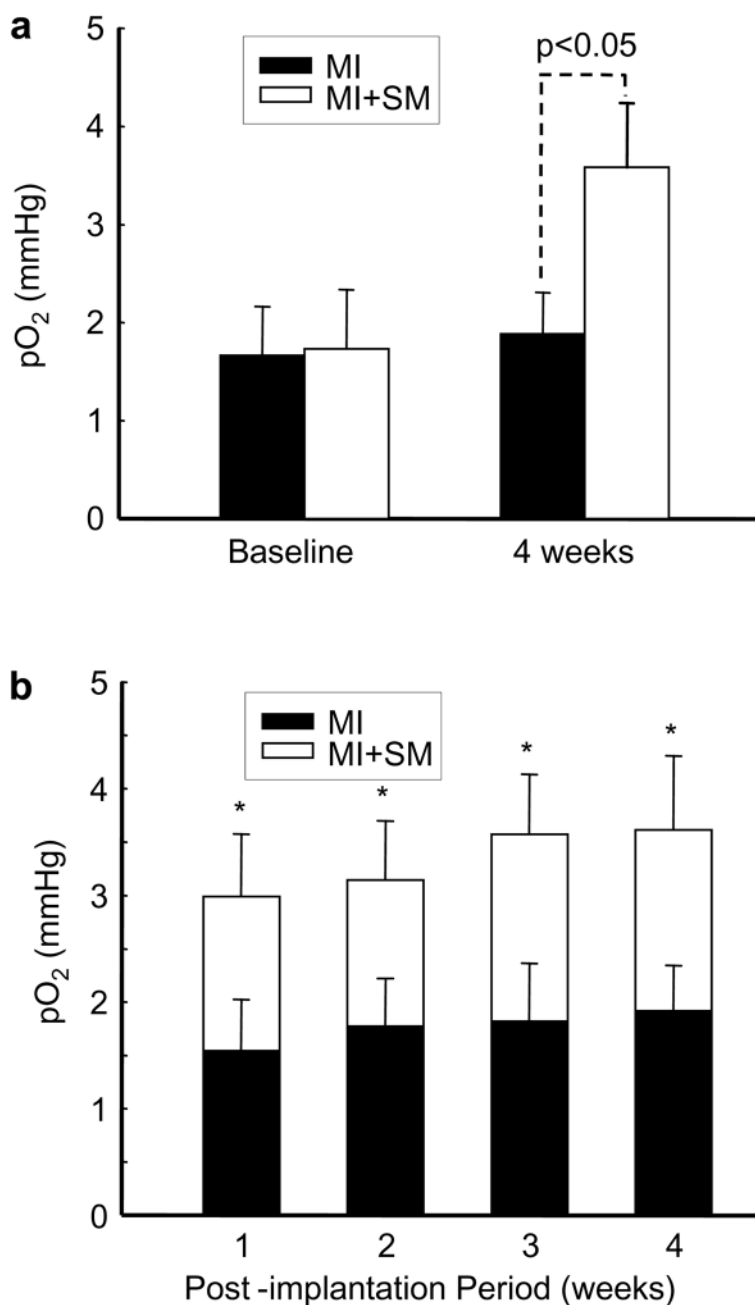 a
5
4
3
2
1
0
pO₂ (mmHg)
MI
MI+SM
p<0.05
Baseline 4 weeks
b
5
4
3
2
1
0
pO₂ (mmHg)
MI
MI+SM
* * * *
1 2 3 4
Post -implantation Period (weeks)